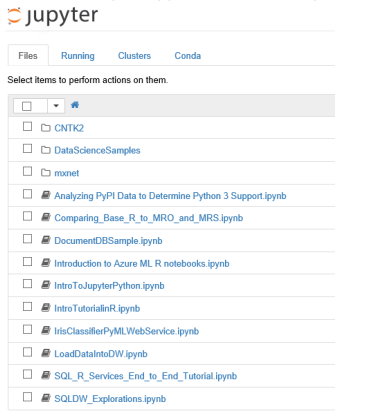 jupyter
Files Running Clusters Conda
Select items to perform actions on them.
CNTK2
DataScienceSamples
mxnet
Analyzing PyPI Data to Determine Python 3 Support.ipynb
Comparing_Base_R_to_MRO_and_MRS.ipynb
DocumentDBSample.ipynb
Introduction to Azure ML R notebooks.ipynb
IntroToJupyterPython.ipynb
IntroTutorialinR.ipynb
IrisClassifierPyMLWebService.ipynb
LoadDataIntoDW.ipynb
SQL_R_Services_End_to_End_Tutorial.ipynb
SQLDW_Explorations.ipynb